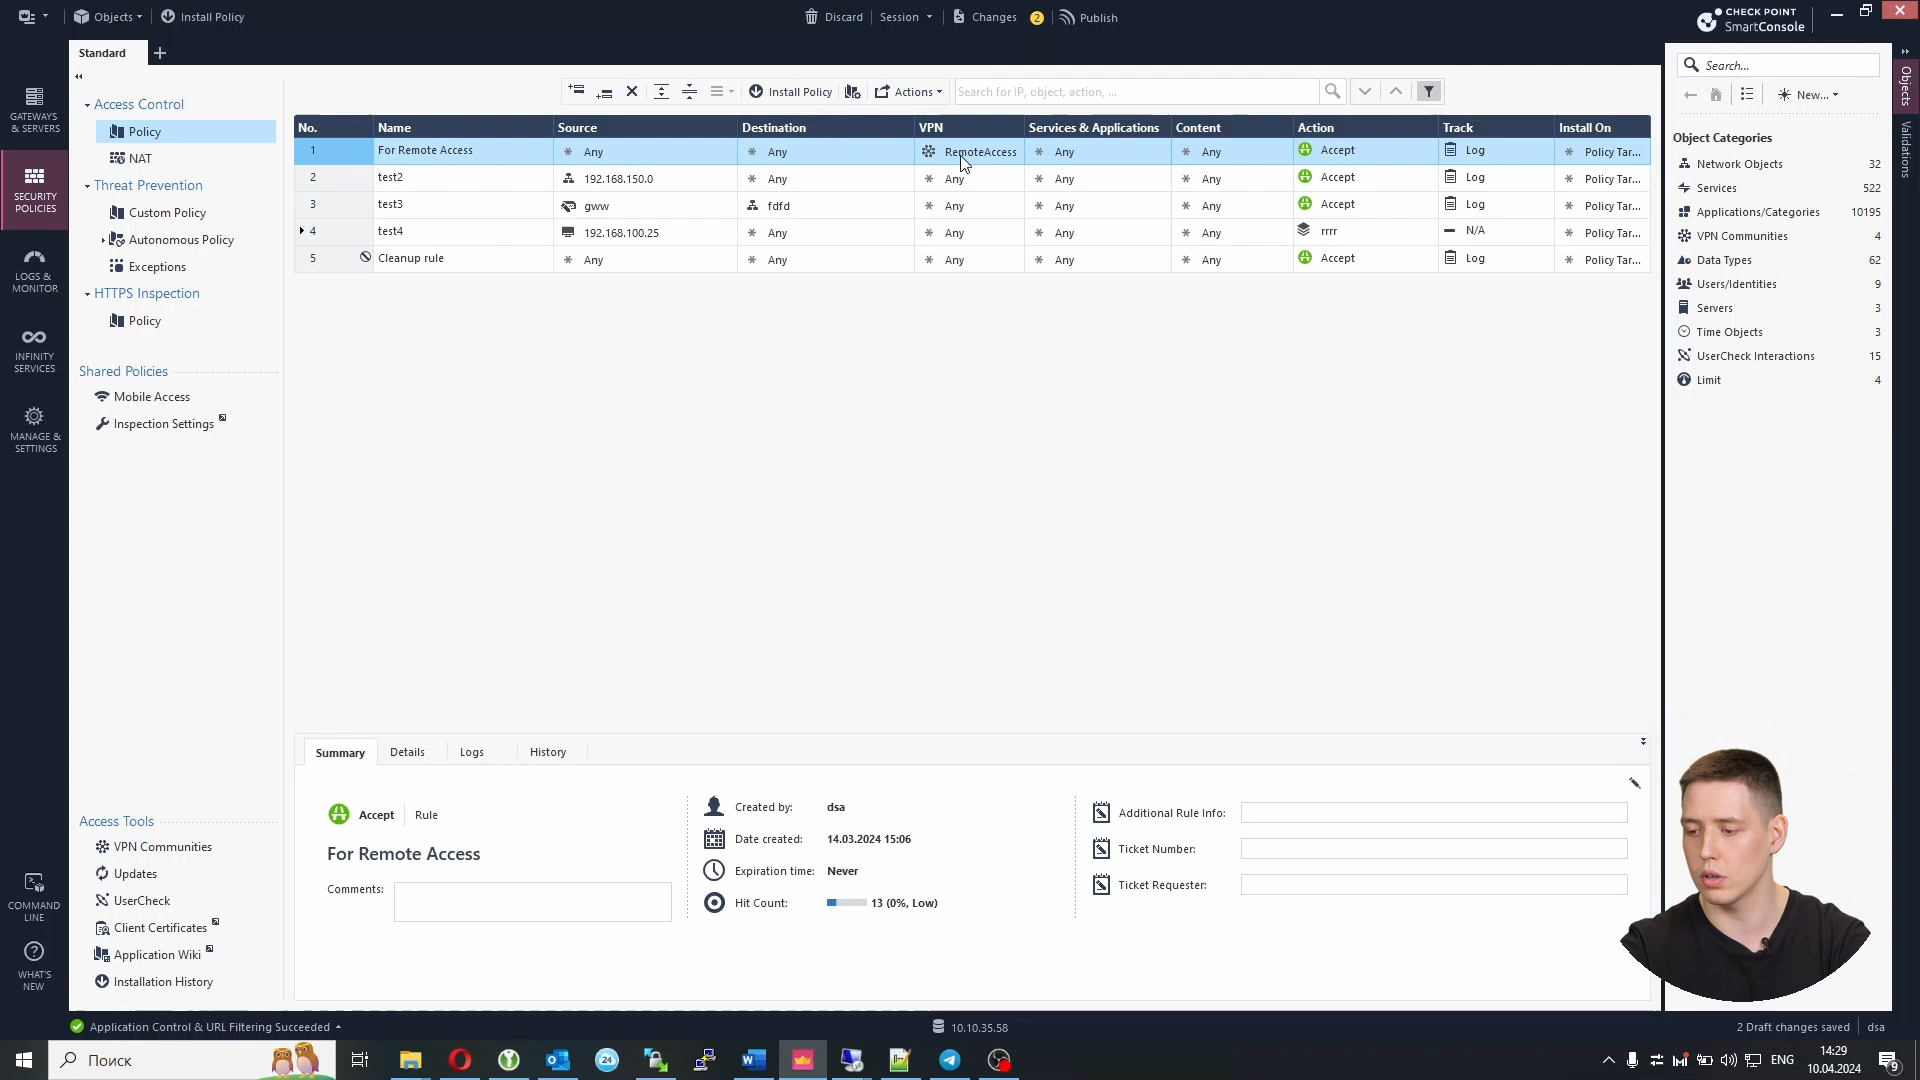 Objects
Install Policy
Discard
Session
Changes
2
Publish
CHECK POINT
SmartConsole
Standard
GATEWAYS
& SERVERS
SECURITY
POLICIES
LOGS &
MONITOR
INFINITY
SERVICES
MANAGE &
SETTINGS
COMMAND
LINE
WHAT'S
NEW
Access Control
Policy
NAT
Threat Prevention
Custom Policy
Autonomous Policy
Exceptions
HTTPS Inspection
Policy
Shared Policies
Mobile Access
Inspection Settings
Access Tools
VPN Communities
Updates
UserCheck
Client Certificates
Application Wiki
Installation History
Install Policy
Actions
Search for IP, object, action, ...
No. Name Source Destination VPN Services & Applications Content Action Track Install On
1 For Remote Access Any Any RemoteAccess Any Any Accept Log Policy Tar...
2 test2 192.168.150.0 Any Any Any Any Accept Log Policy Tar...
3 test3 gww fdfd Any Any Any Accept Log Policy Tar...
4 test4 192.168.100.25 Any Any Any Any rrrr N/A Policy Tar...
5 Cleanup rule Any Any Any Any Any Accept Log Policy Tar...
Summary Details Logs History
Accept Rule
For Remote Access
Comments:
Created by: dsa
Date created: 14.03.2024 15:06
Expiration time: Never
Hit Count: 13 (0%, Low)
Additional Rule Info:
Ticket Number:
Ticket Requester:
Search...
New...
Object Categories
Network Objects 32
Services 522
Applications/Categories 10195
VPN Communities 4
Data Types 62
Users/Identities 9
Servers 3
Time Objects 3
UserCheck Interactions 15
Limit 4
Objects
Validations
Application Control & URL Filtering Succeeded
10.10.35.58
2 Draft changes saved
dsa
Поиск
24
ENG
14:29
10.04.2024
9